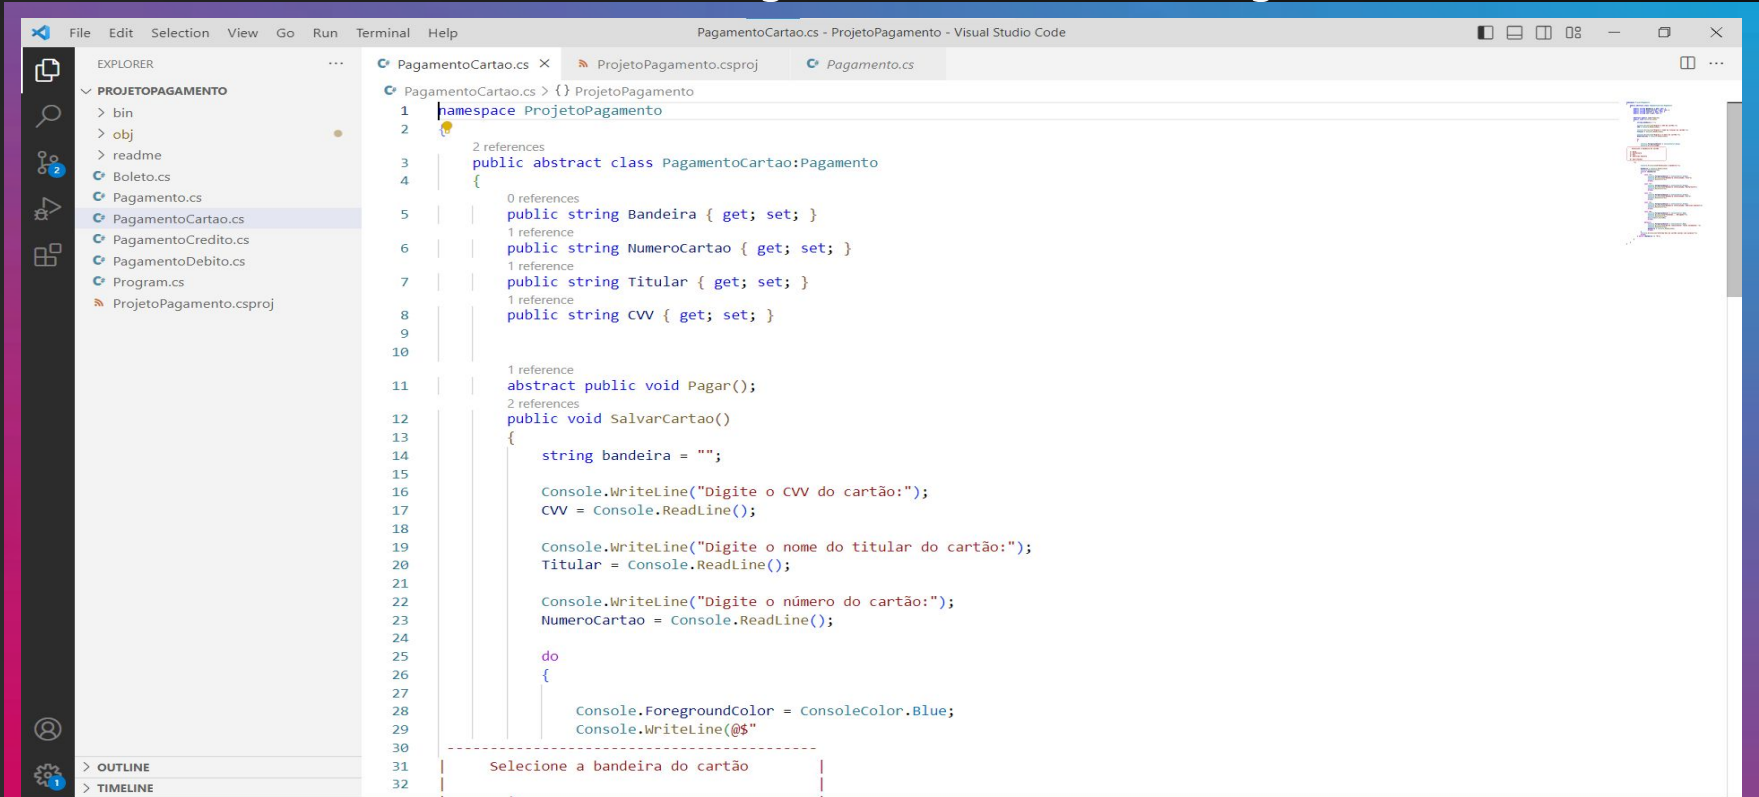 File Edit Selection View Go Run Terminal Help
PagamentoCartao.cs - ProjetoPagamento - Visual Studio Code
EXPLORER
PROJETOPAGAMENTO
bin
obj
readme
Boleto.cs
Pagamento.cs
PagamentoCartao.cs
PagamentoCredito.cs
PagamentoDebito.cs
Program.cs
ProjetoPagamento.csproj
OUTLINE
TIMELINE
2
1
PagamentoCartao.cs ProjetoPagamento.csproj Pagamento.cs
PagamentoCartao.cs > {} ProjetoPagamento
1 namespace ProjetoPagamento
2 {
2 references
3 public abstract class PagamentoCartao:Pagamento
4 {
0 references
5 public string Bandeira { get; set; }
1 reference
6 public string NumeroCartao { get; set; }
1 reference
7 public string Titular { get; set; }
1 reference
8 public string CVV { get; set; }
9
10
1 reference
11 abstract public void Pagar();
2 references
12 public void SalvarCartao()
13 {
14 string bandeira = "";
15
16 Console.WriteLine("Digite o CVV do cartão:");
17 CVV = Console.ReadLine();
18
19 Console.WriteLine("Digite o nome do titular do cartão:");
20 Titular = Console.ReadLine();
21
22 Console.WriteLine("Digite o número do cartão:");
23 NumeroCartao = Console.ReadLine();
24
25 do
26 {
27
28 Console.ForegroundColor = ConsoleColor.Blue;
29 Console.WriteLine(@$"
30 -------------------------------------------
31 | Selecione a bandeira do cartão |
32 | |